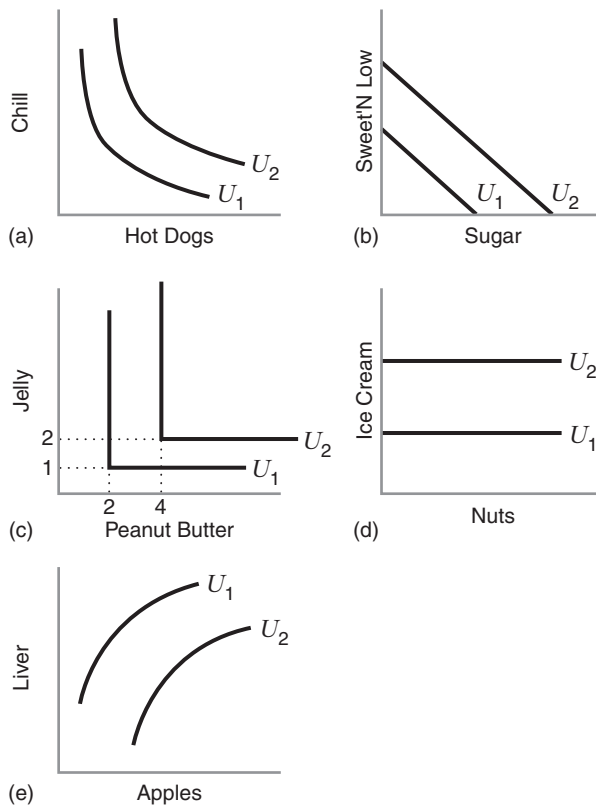 Chill
U1
U2
(a)
Hot Dogs
Sweet'N Low
U1
U2
(b)
Sugar
Jelly
2
1
U2
U1
2
4
(c)
Peanut Butter
Ice Cream
U2
U1
(d)
Nuts
Liver
U1
U2
(e)
Apples